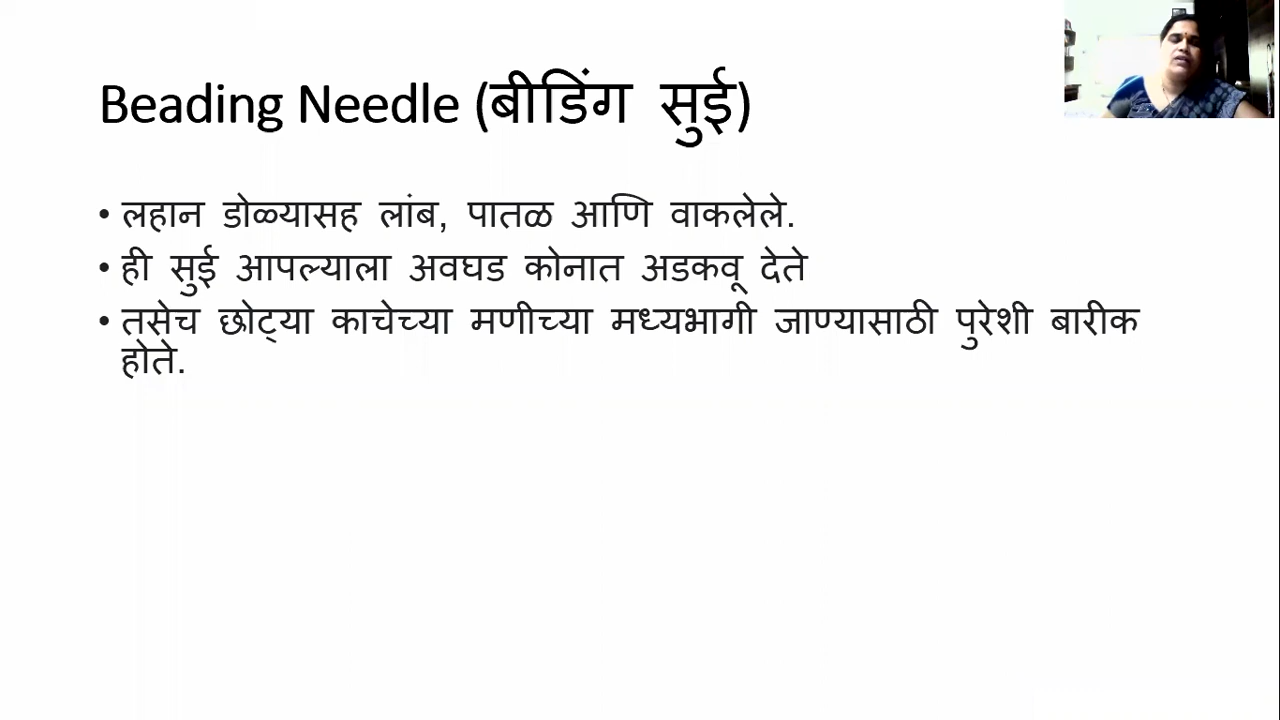 Beading Needle (बीडिंग सुई)
• लहान डोळ्यासह लांब, पातळ आणि वाकलेले.
• ही सुई आपल्याला अवघड कोनात अडकवू देते
• तसेच छोट्या काचेच्या मणीच्या मध्यभागी जाण्यासाठी पुरेशी बारीक
होते.